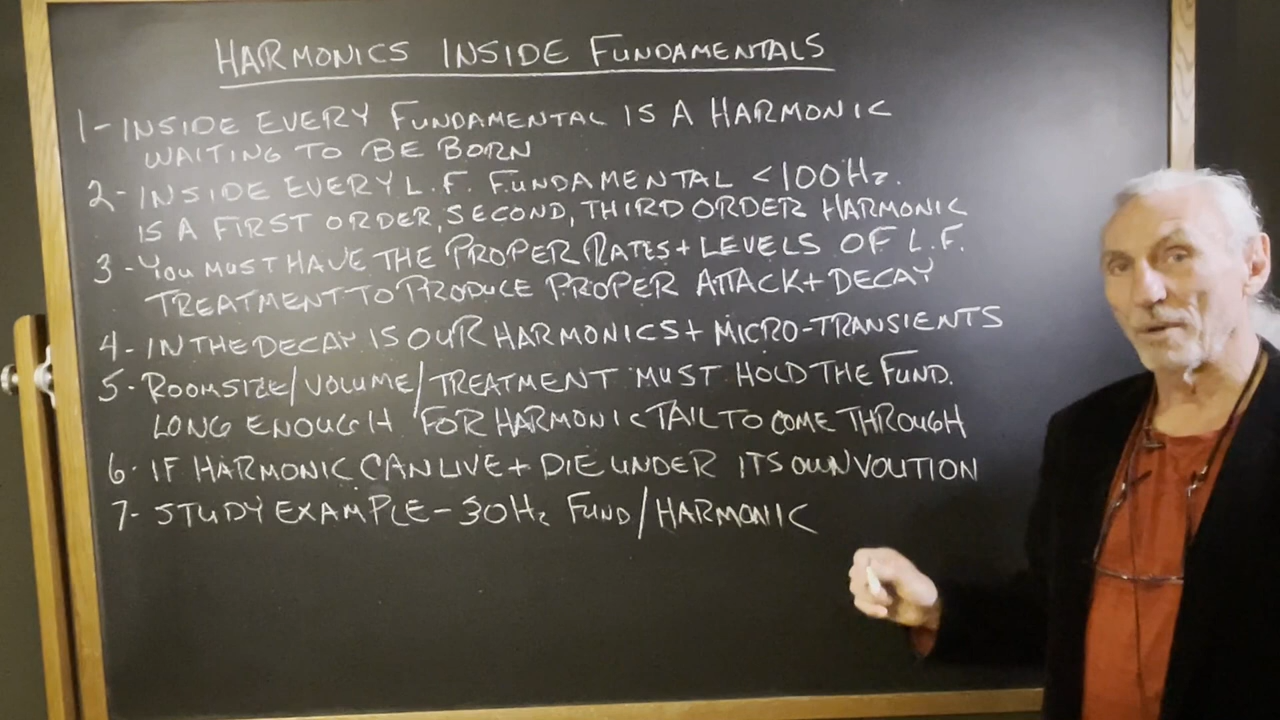 HARMONICS INSIDE FUNDAMENTALS
1- INSIDE EVERY FUNDAMENTAL IS A HARMONIC
WAITING TO BE BORN
2- INSIDE EVERY L.F. FUNDAMENTAL <100Hz.
IS A FIRST ORDER, SECOND, THIRD ORDER HARMONIC
3- YOU MUST HAVE THE PROPER RATES + LEVELS OF L.F.
TREATMENT TO PRODUCE PROPER ATTACK + DECAY
4- IN THE DECAY IS OUR HARMONICS + MICRO-TRANSIENTS
5- ROOM SIZE/VOLUME/TREATMENT MUST HOLD THE FUND.
LONG ENOUGH FOR HARMONIC TAIL TO COME THROUGH
6- IF HARMONIC CAN LIVE + DIE UNDER ITS OWN VOUTION
7- STUDY EXAMPLE - 30Hz FUND/HARMONIC